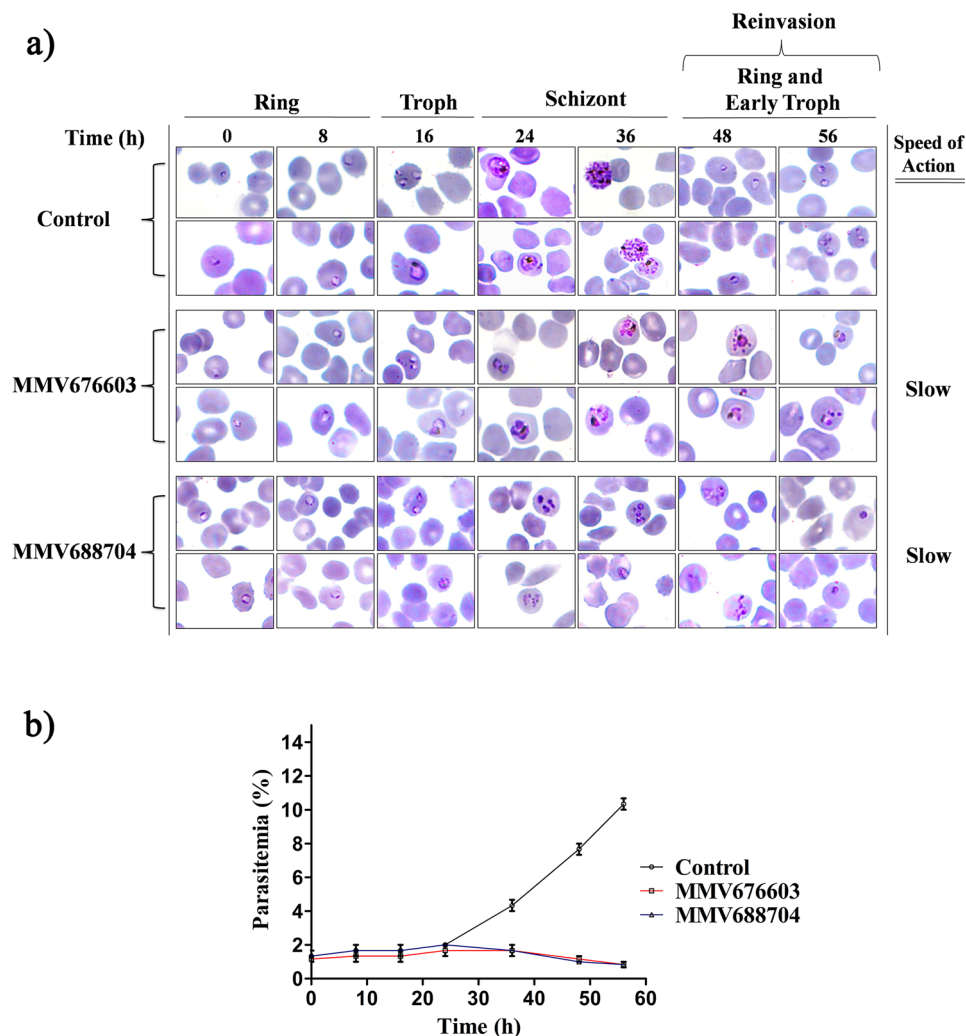 a)
Reinvasion
Ring
Troph
Schizont
Ring and
Early Troph
Time (h)
0
8
16
24
36
48
56
Speed of
Action
Control
MMV676603
Slow
MMV688704
Slow
b)
Parasitemia (%)
14
12
10
8
6
4
2
0
0 10 20 30 40 50 60
Time (h)
Control
MMV676603
MMV688704